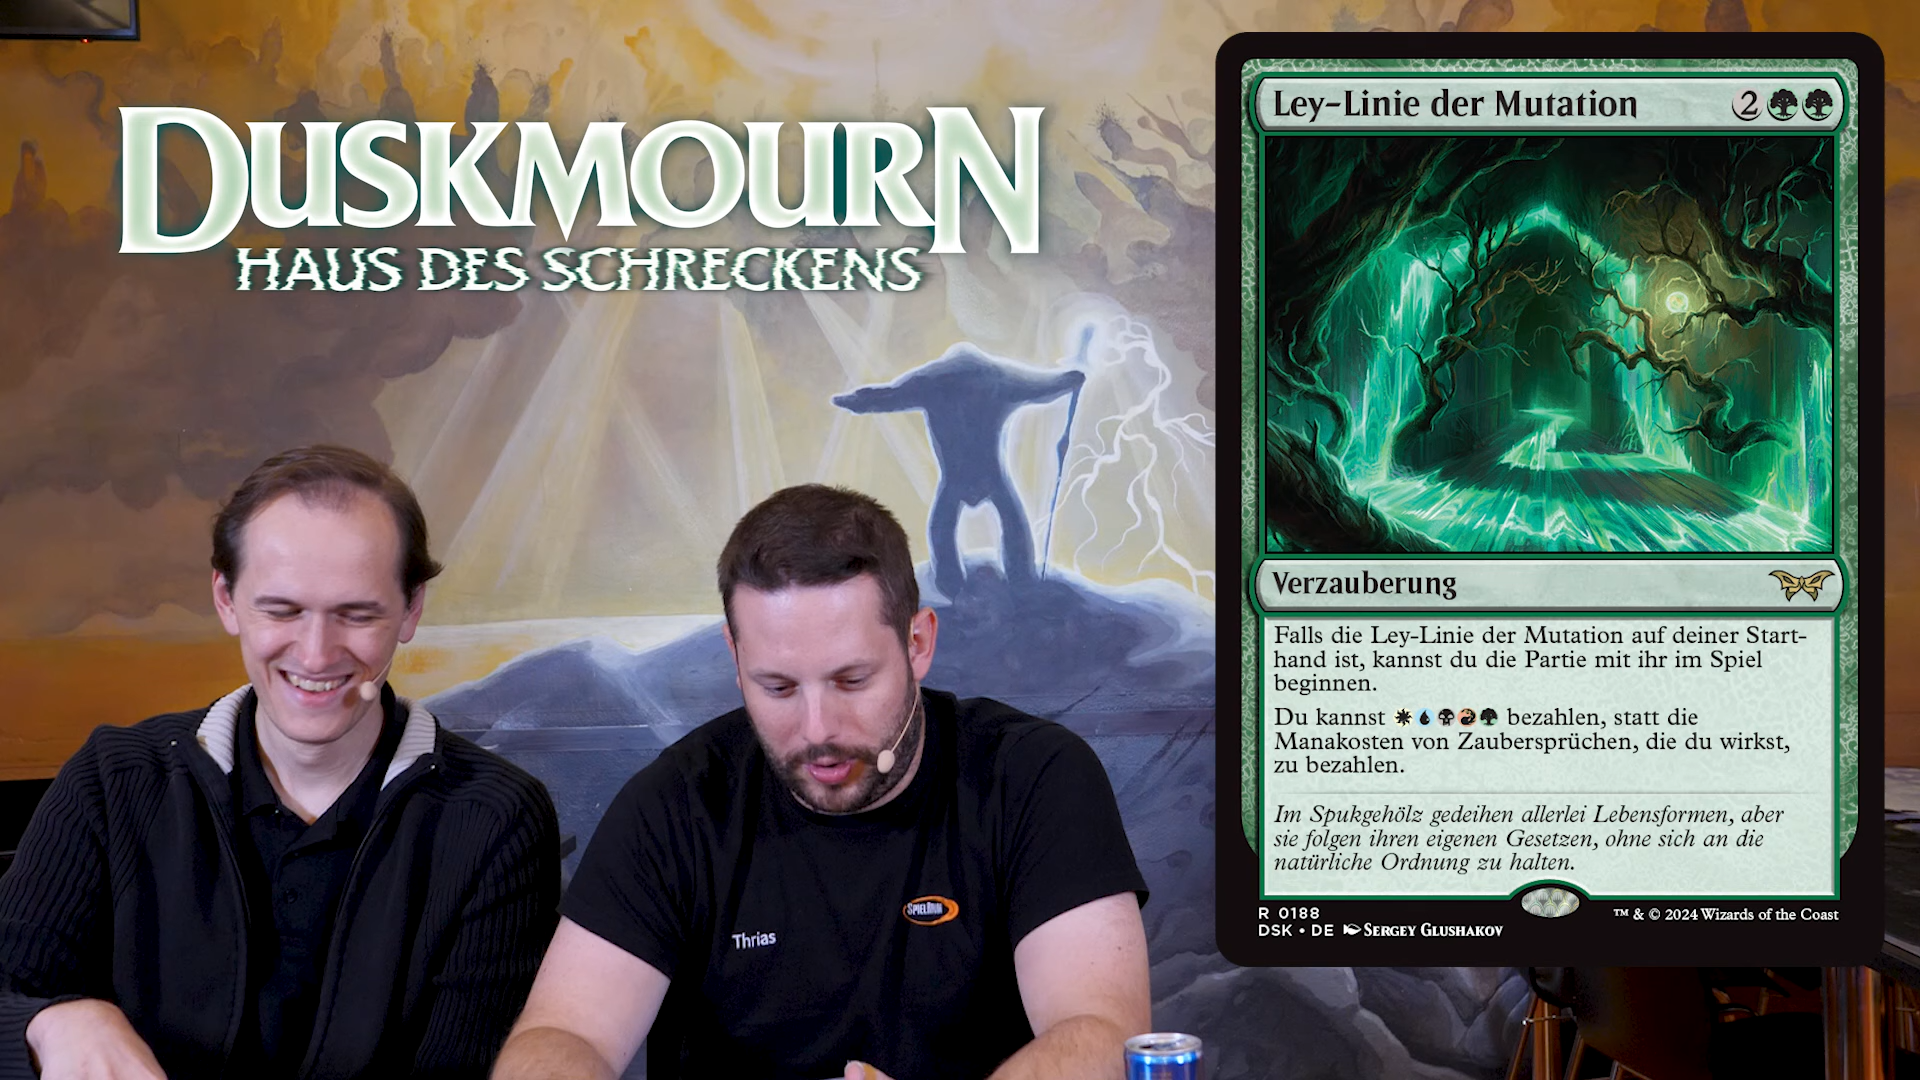 DUSKMOURN
HAUS DES SCHRECKENS
Thrias
SPIELRAUM
Ley-Linie der Mutation 2
Verzauberung
Falls die Ley-Linie der Mutation auf deiner Start-
hand ist, kannst du die Partie mit ihr im Spiel
beginnen.
Du kannst bezahlen, statt die
Manakosten von Zaubersprüchen, die du wirkst,
zu bezahlen.
Im Spukgehölz gedeihen allerlei Lebensformen, aber
sie folgen ihren eigenen Gesetzen, ohne sich an die
natürliche Ordnung zu halten.
R 0188
DSK • DE SERGEY GLUSHAKOV
™ & © 2024 Wizards of the Coast